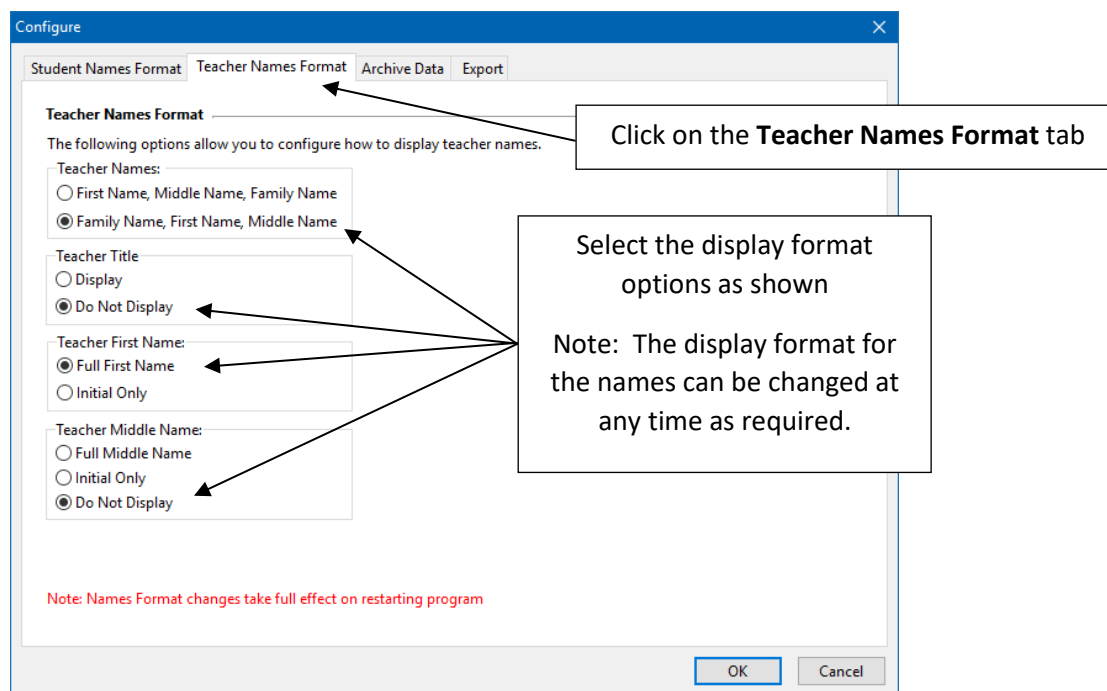 Configure
Student Names Format Teacher Names Format Archive Data Export
Teacher Names Format
The following options allow you to configure how to display teacher names.
Teacher Names:
First Name, Middle Name, Family Name
Family Name, First Name, Middle Name
Teacher Title
Display
Do Not Display
Teacher First Name:
Full First Name
Initial Only
Teacher Middle Name:
Full Middle Name
Initial Only
Do Not Display
Note: Names Format changes take full effect on restarting program
OK Cancel
Click on the Teacher Names Format tab
Select the display format
options as shown
Note: The display format for
the names can be changed at
any time as required.